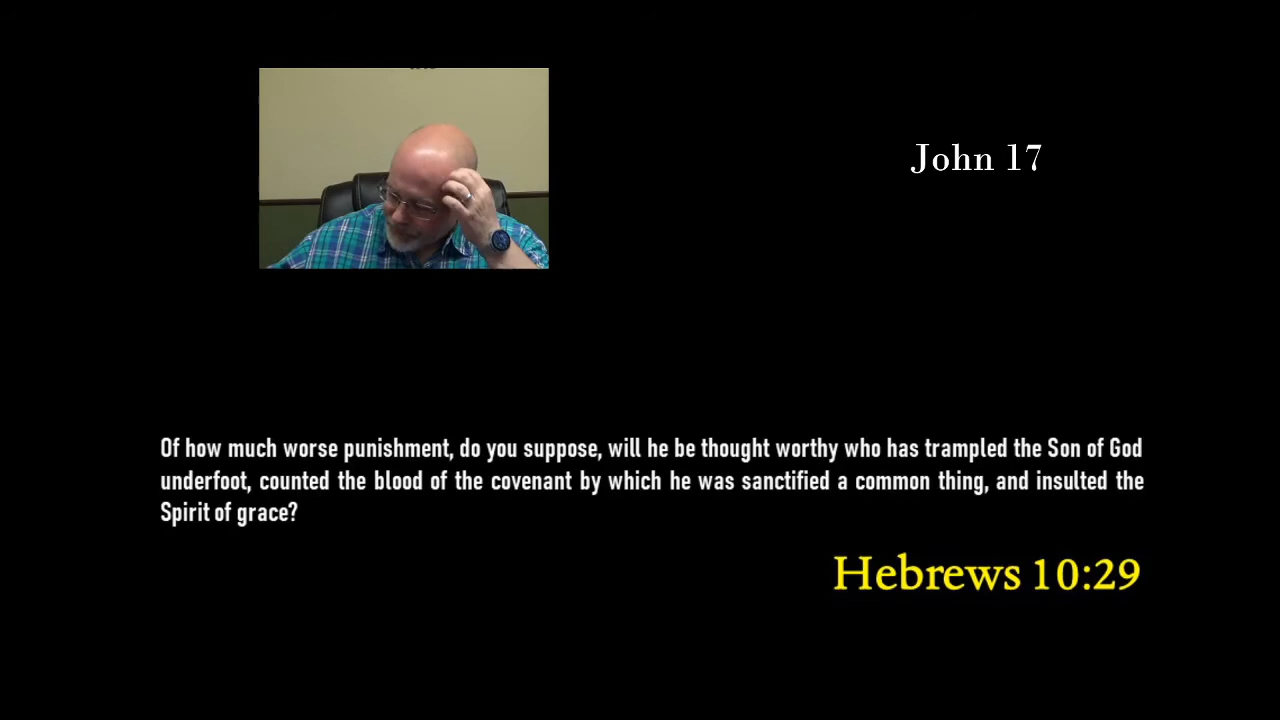 John 17
Of how much worse punishment, do you suppose, will he be thought worthy who has trampled the Son of God
underfoot, counted the blood of the covenant by which he was sanctified a common thing, and insulted the
Spirit of grace?
Hebrews 10:29